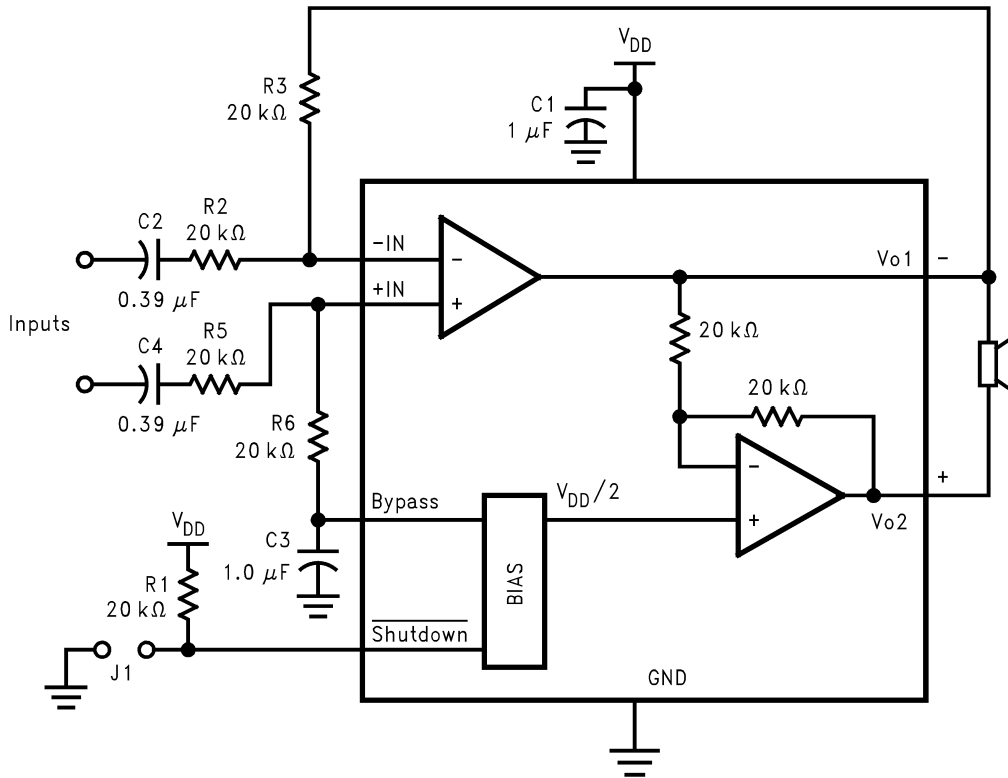 V_DD
R3
20 kΩ
C1
1 μF
R2
20 kΩ
C2
0.39 μF
-IN
−
+IN
+
Vo1
−
Inputs
R5
20 kΩ
C4
0.39 μF
20 kΩ
20 kΩ
R6
20 kΩ
−
+
Bypass
V_DD/2
+
Vo2
V_DD
C3
1.0 μF
BIAS
R1
20 kΩ
Shutdown
J1
GND